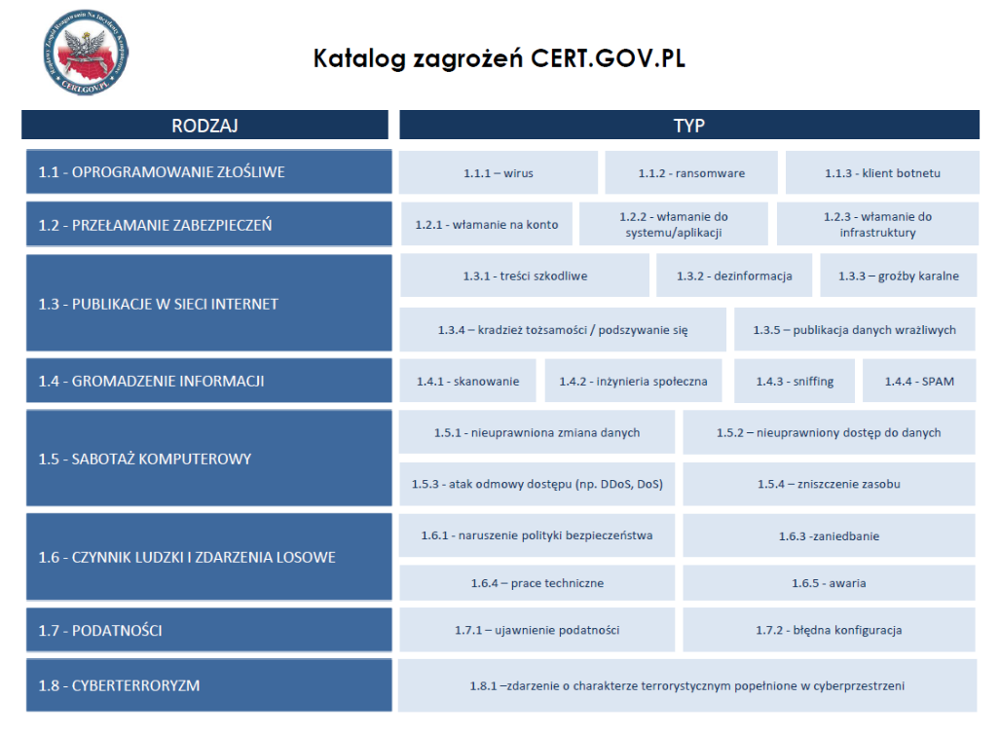 Rządowy Zespół Reagowania Na Incydenty Komputerowe
CERT.GOV.PL
Katalog zagrożeń CERT.GOV.PL
RODZAJ
TYP
1.1 - OPROGRAMOWANIE ZŁOŚLIWE
1.1.1 – wirus
1.1.2 - ransomware
1.1.3 - klient botnetu
1.2 - PRZEŁAMANIE ZABEZPIECZEŃ
1.2.1 - włamanie na konto
1.2.2 - włamanie do
systemu/aplikacji
1.2.3 - włamanie do
infrastruktury
1.3 - PUBLIKACJE W SIECI INTERNET
1.3.1 - treści szkodliwe
1.3.2 - dezinformacja
1.3.3 – groźby karalne
1.3.4 – kradzież tożsamości / podszywanie się
1.3.5 – publikacja danych wrażliwych
1.4 - GROMADZENIE INFORMACJI
1.4.1 - skanowanie
1.4.2 - inżynieria społeczna
1.4.3 - sniffing
1.4.4 - SPAM
1.5 - SABOTAŻ KOMPUTEROWY
1.5.1 - nieuprawniona zmiana danych
1.5.2 – nieuprawniony dostęp do danych
1.5.3 - atak odmowy dostępu (np. DDoS, DoS)
1.5.4 – zniszczenie zasobu
1.6 - CZYNNIK LUDZKI I ZDARZENIA LOSOWE
1.6.1 - naruszenie polityki bezpieczeństwa
1.6.3 -zaniedbanie
1.6.4 – prace techniczne
1.6.5 - awaria
1.7 - PODATNOŚCI
1.7.1 – ujawnienie podatności
1.7.2 - błędna konfiguracja
1.8 - CYBERTERRORYZM
1.8.1 –zdarzenie o charakterze terrorystycznym popełnione w cyberprzestrzeni